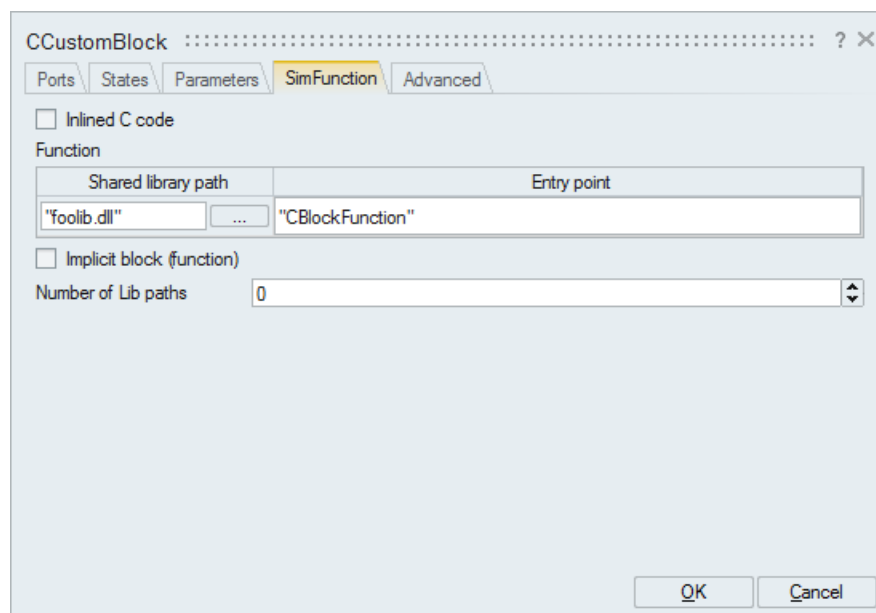 CCustomBlock ? ×
Ports States Parameters SimFunction Advanced
Inlined C code
Function
Shared library path Entry point
"foolib.dll" ... "CBlockFunction"
Implicit block (function)
Number of Lib paths 0
OK Cancel